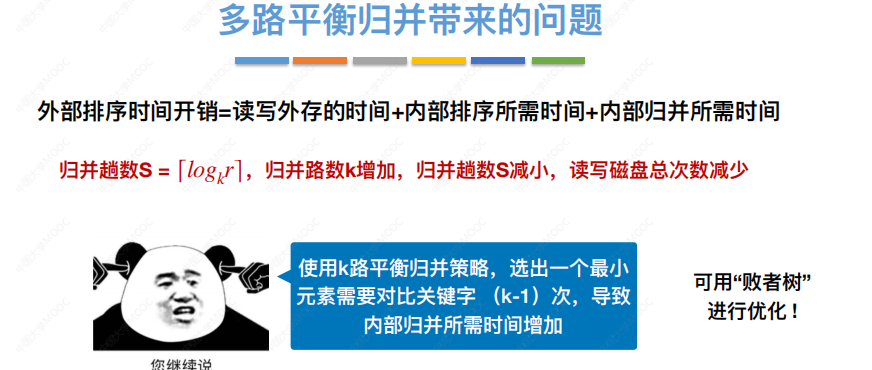 多路平衡归并带来的问题
外部排序时间开销=读写外存的时间+内部排序所需时间+内部归并所需时间
归并趟数S = ⌈logₖr⌉，归并路数k增加，归并趟数S减小，读写磁盘总次数减少
使用k路平衡归并策略，选出一个最小
元素需要对比关键字 （k-1）次，导致
内部归并所需时间增加
可用“败者树”
进行优化！
您继续说